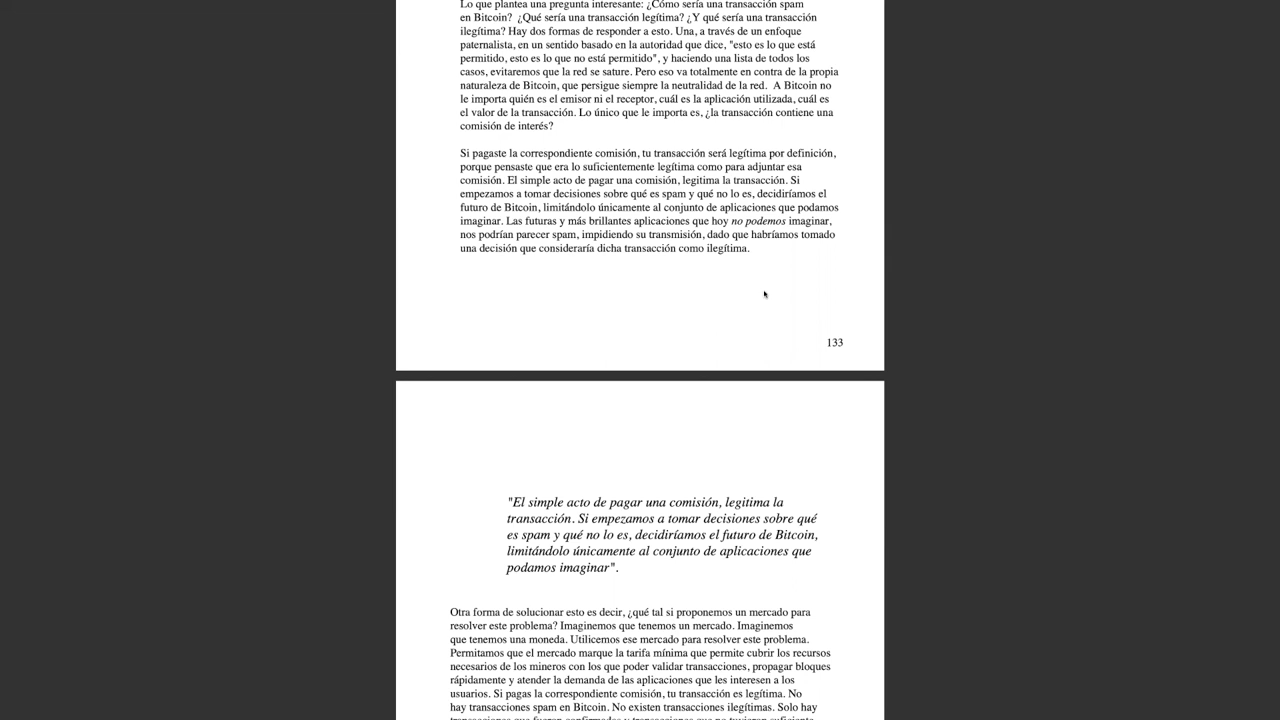 Lo que plantea una pregunta interesante: ¿Cómo sería una transacción spam
en Bitcoin?  ¿Qué sería una transacción legítima? ¿Y qué sería una transacción
ilegítima? Hay dos formas de responder a esto. Una, a través de un enfoque
paternalista, en un sentido basado en la autoridad que dice, "esto es lo que está
permitido, esto es lo que no está permitido", y haciendo una lista de todos los
casos, evitaremos que la red se sature. Pero eso va totalmente en contra de la propia
naturaleza de Bitcoin, que persigue siempre la neutralidad de la red.  A Bitcoin no
le importa quién es el emisor ni el receptor, cuál es la aplicación utilizada, cuál es
el valor de la transacción. Lo único que le importa es, ¿la transacción contiene una
comisión de interés?
Si pagaste la correspondiente comisión, tu transacción será legítima por definición,
porque pensaste que era lo suficientemente legítima como para adjuntar esa
comisión. El simple acto de pagar una comisión, legitima la transacción. Si
empezamos a tomar decisiones sobre qué es spam y qué no lo es, decidiríamos el
futuro de Bitcoin, limitándolo únicamente al conjunto de aplicaciones que podamos
imaginar. Las futuras y más brillantes aplicaciones que hoy no podemos imaginar,
nos podrían parecer spam, impidiendo su transmisión, dado que habríamos tomado
una decisión que consideraría dicha transacción como ilegítima.
133
"El simple acto de pagar una comisión, legitima la
transacción. Si empezamos a tomar decisiones sobre qué
es spam y qué no lo es, decidiríamos el futuro de Bitcoin,
limitándolo únicamente al conjunto de aplicaciones que
podamos imaginar".
Otra forma de solucionar esto es decir, ¿qué tal si proponemos un mercado para
resolver este problema? Imaginemos que tenemos un mercado. Imaginemos
que tenemos una moneda. Utilicemos ese mercado para resolver este problema.
Permitamos que el mercado marque la tarifa mínima que permite cubrir los recursos
necesarios de los mineros con los que poder validar transacciones, propagar bloques
rápidamente y atender la demanda de las aplicaciones que les interesen a los
usuarios. Si pagas la correspondiente comisión, tu transacción es legítima. No
hay transacciones spam en Bitcoin. No existen transacciones ilegítimas. Solo hay
transacciones que fueron confirmadas y transacciones que no tuvieron suficiente